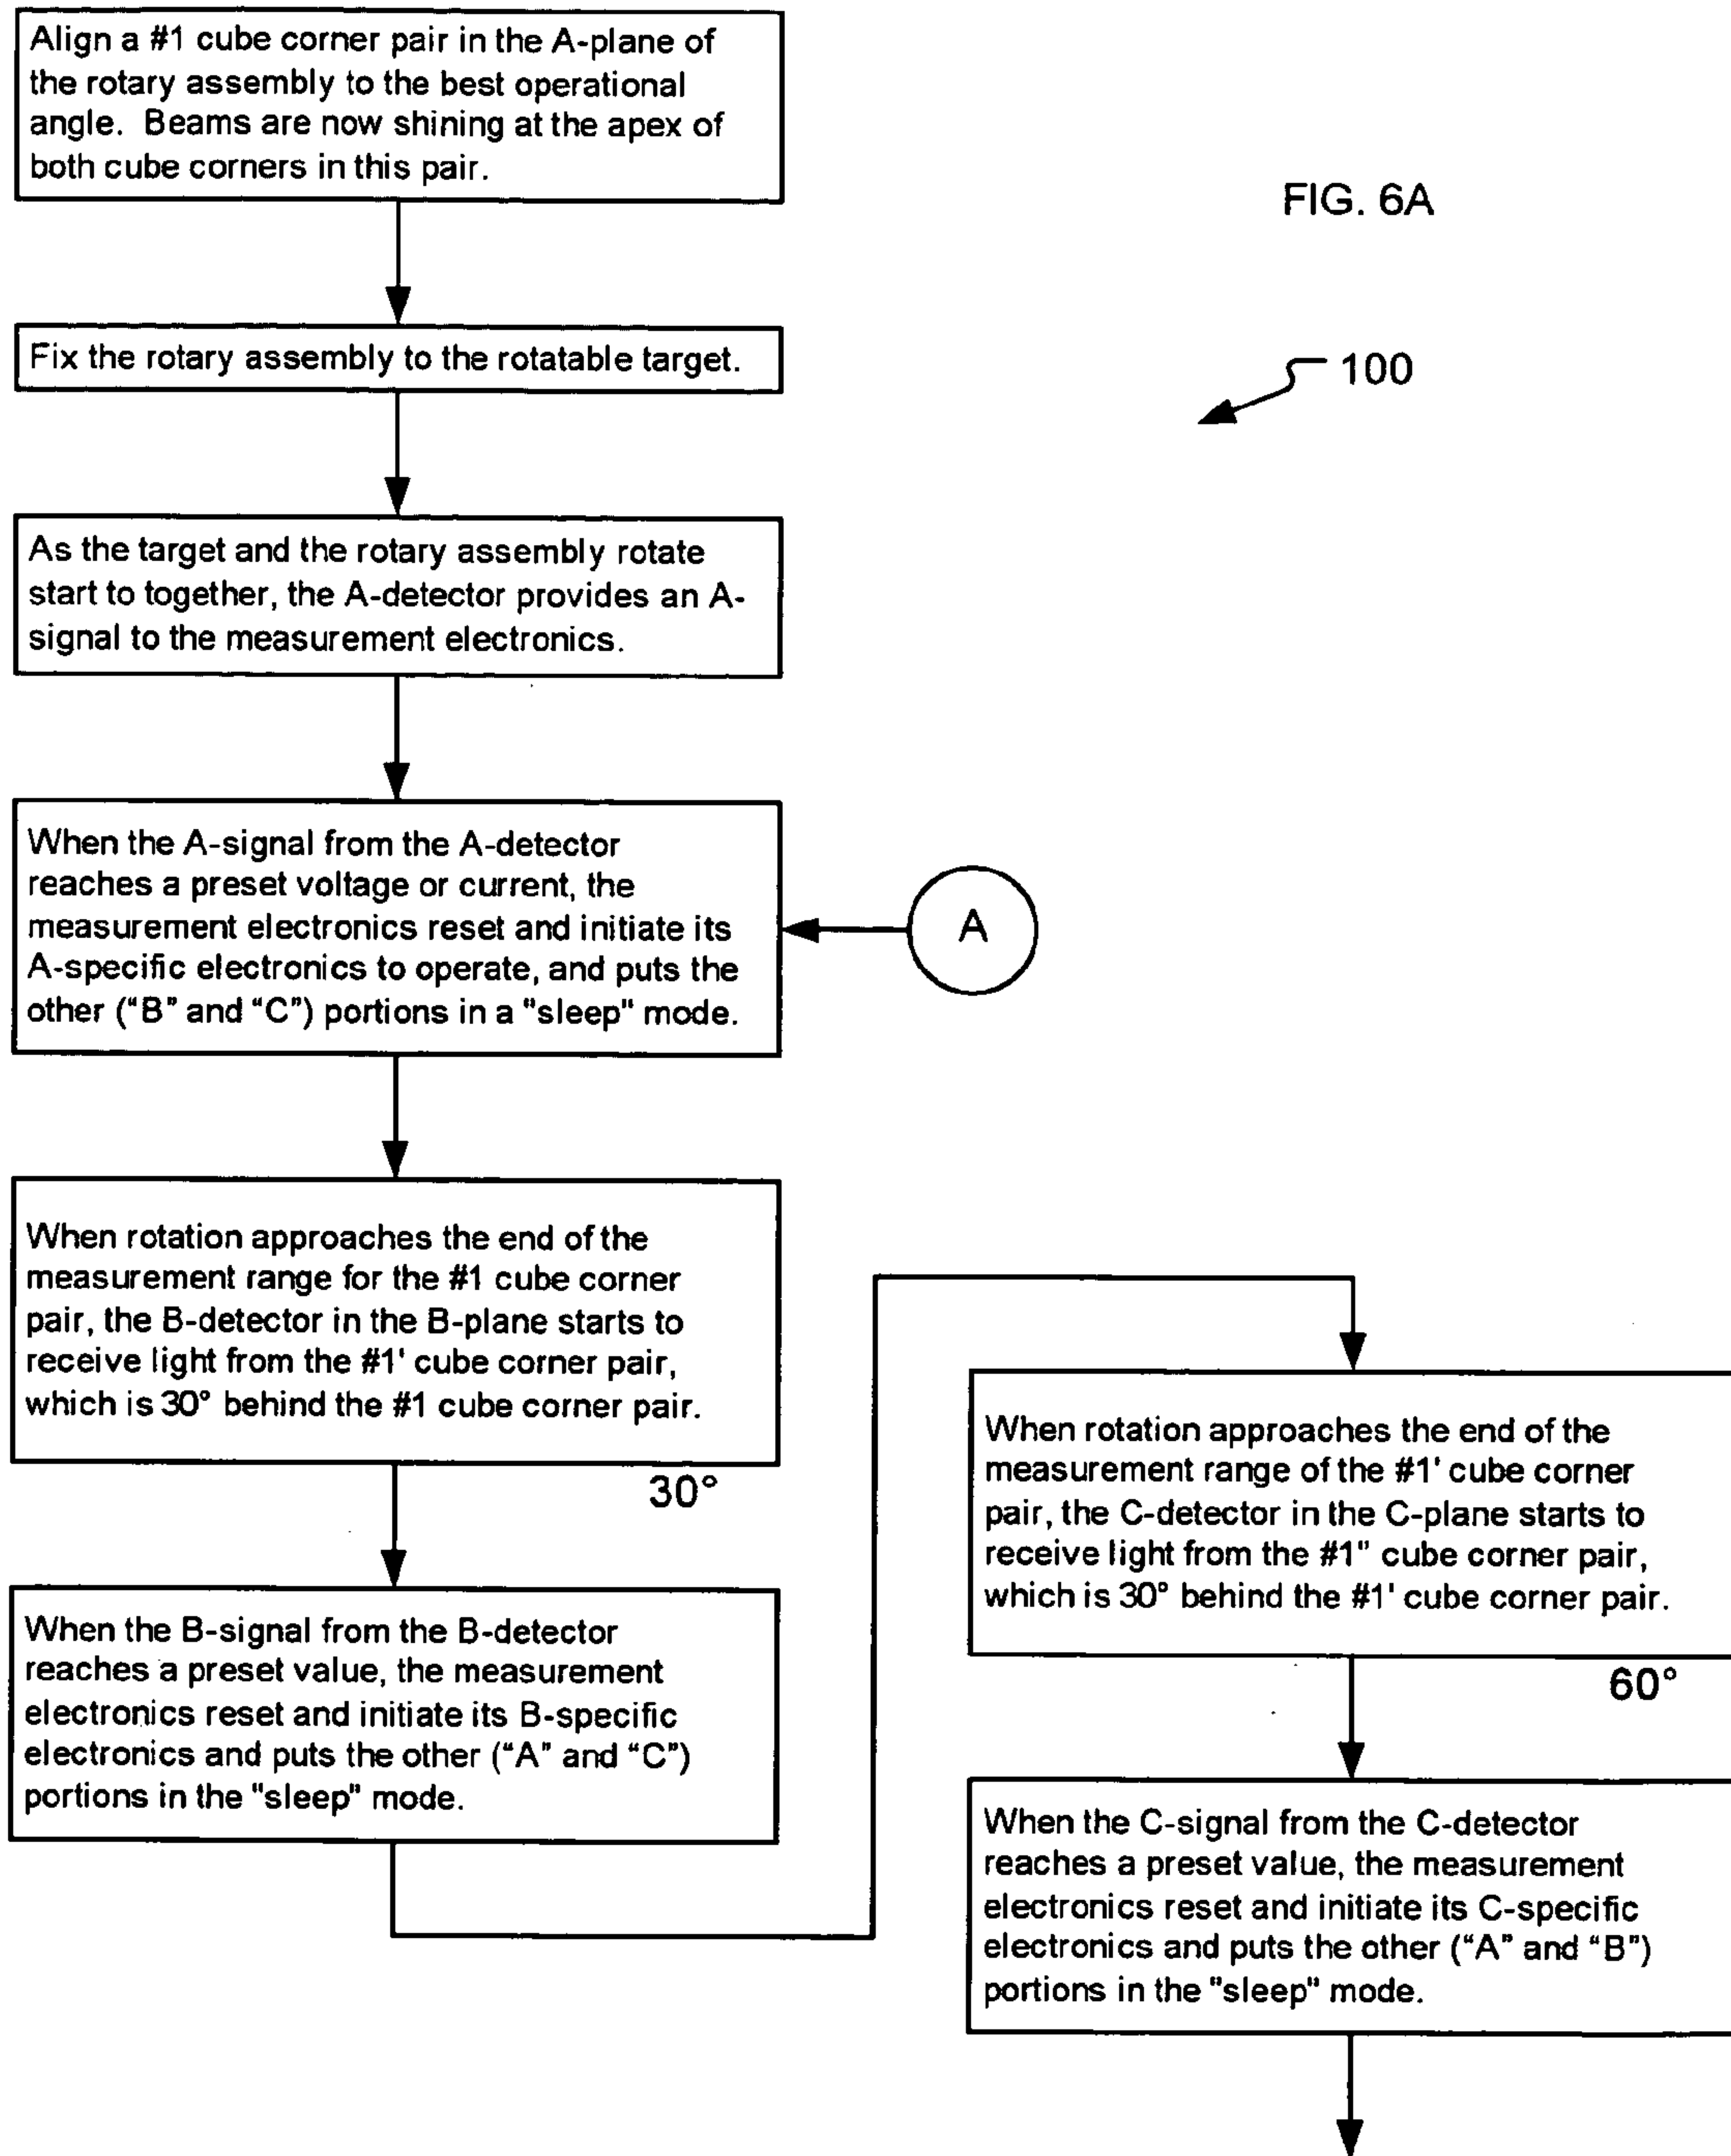 Align a #1 cube corner pair in the A-plane of
the rotary assembly to the best operational
angle. Beams are now shining at the apex of
both cube corners in this pair.
FIG. 6A
Fix the rotary assembly to the rotatable target.
100
As the target and the rotary assembly rotate
start to together, the A-detector provides an A-
signal to the measurement electronics.
When the A-signal from the A-detector
reaches a preset voltage or current, the
measurement electronics reset and initiate its
A-specific electronics to operate, and puts the
other ("B" and "C") portions in a "sleep" mode.
A
When rotation approaches the end of the
measurement range for the #1 cube corner
pair, the B-detector in the B-plane starts to
receive light from the #1' cube corner pair,
which is 30° behind the #1 cube corner pair.
30°
When the B-signal from the B-detector
reaches a preset value, the measurement
electronics reset and initiate its B-specific
electronics and puts the other ("A" and "C")
portions in the "sleep" mode.
When rotation approaches the end of the
measurement range of the #1' cube corner
pair, the C-detector in the C-plane starts to
receive light from the #1" cube corner pair,
which is 30° behind the #1' cube corner pair.
60°
When the C-signal from the C-detector
reaches a preset value, the measurement
electronics reset and initiate its C-specific
electronics and puts the other ("A" and "B")
portions in the "sleep" mode.